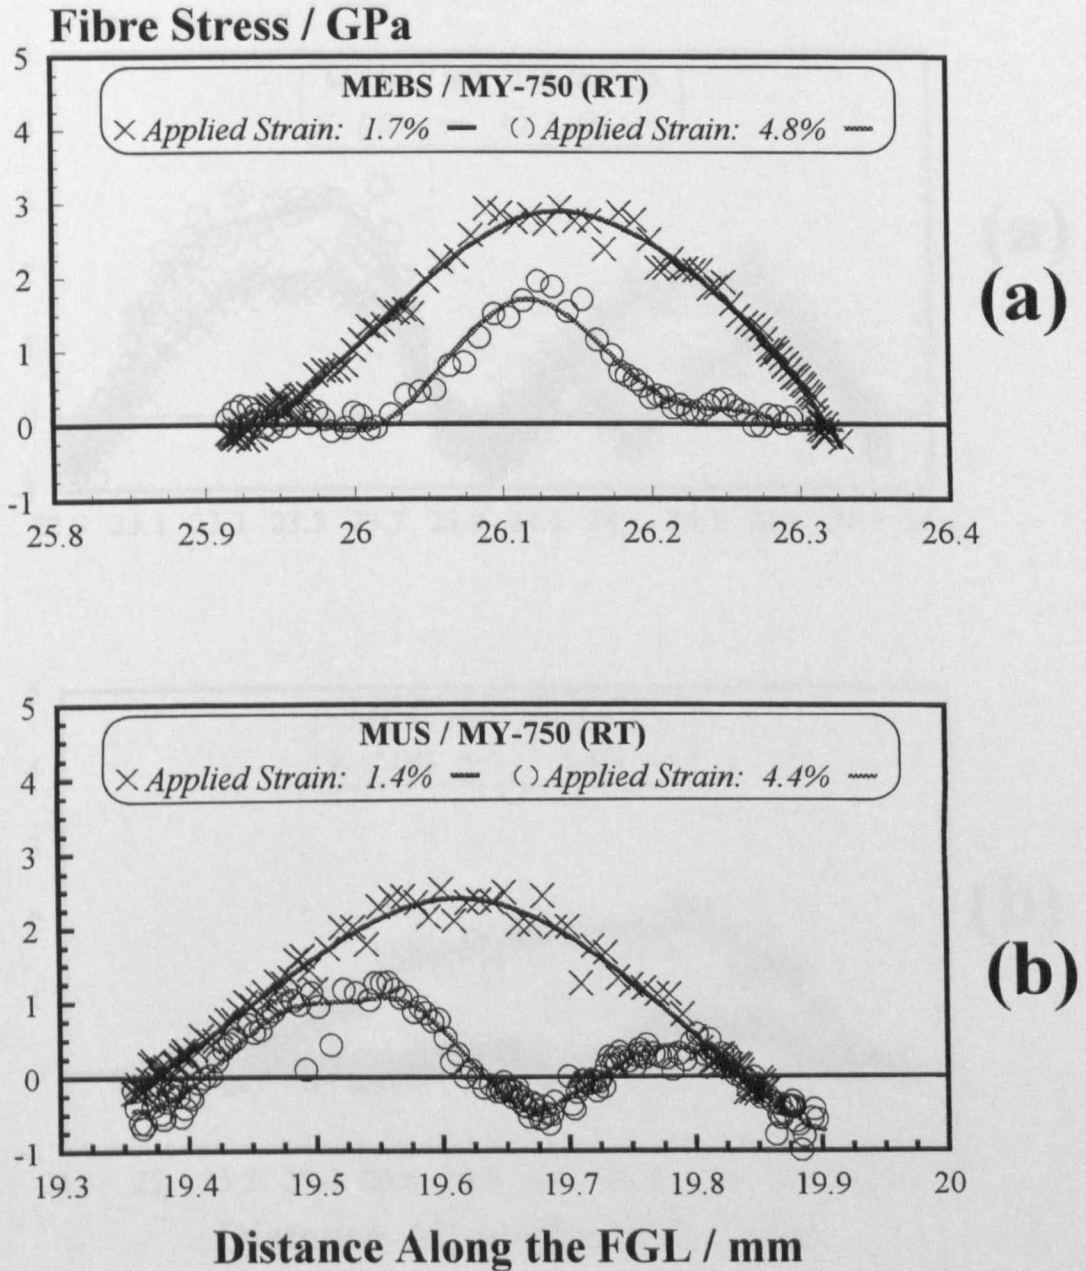 Fibre Stress / GPa
5
MEBS / MY-750 (RT)
× Applied Strain: 1.7% ○ Applied Strain: 4.8%
4
3
2
(a)
1
0
-1
25.8 25.9 26 26.1 26.2 26.3 26.4
5
MUS / MY-750 (RT)
× Applied Strain: 1.4% ○ Applied Strain: 4.4%
4
3
2
(b)
1
0
-1
19.3 19.4 19.5 19.6 19.7 19.8 19.9 20
Distance Along the FGL / mm